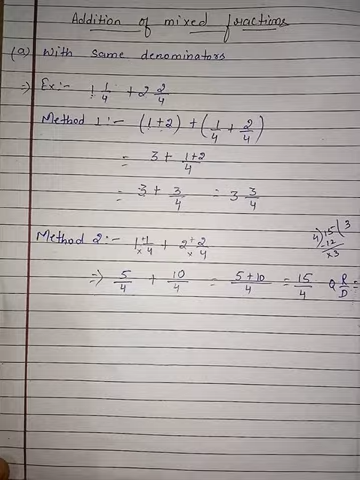 Addition of mixed fractions
(a) With same denominators
⇒ Ex:- 1 1/4 + 2 2/4
Method 1:- (1+2) + (1/4 + 2/4)
= 3 + 1+2/4
= 3 + 3/4 = 3 3/4
Method 2:- 1 +1/×4 + 2 +2/×4
4) 15 (3
-12
×3
⇒ 5/4 + 10/4 = 5+10/4 = 15/4 Q R/D =